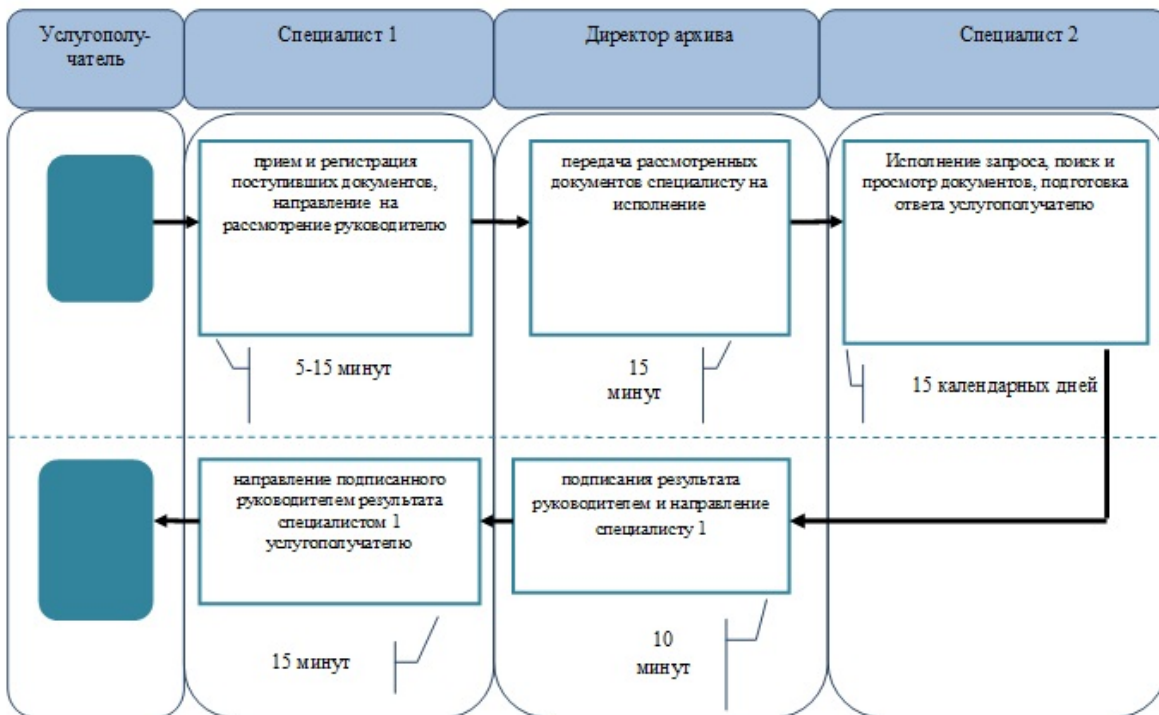 Услугополу-
чатель
Специалист 1
Директор архива
Специалист 2
прием и регистрация
поступивших документов,
направление на
рассмотрение руководителю
передача рассмотренных
документов специалисту на
исполнение
Исполнение запроса, поиск и
просмотр документов, подготовка
ответа услугополучателю
5-15 минут
15
минут
15 календарных дней
направление подписанного
руководителем результата
специалистом 1
услугополучателю
подписания результата
руководителем и направление
специалисту 1
15 минут
10
минут